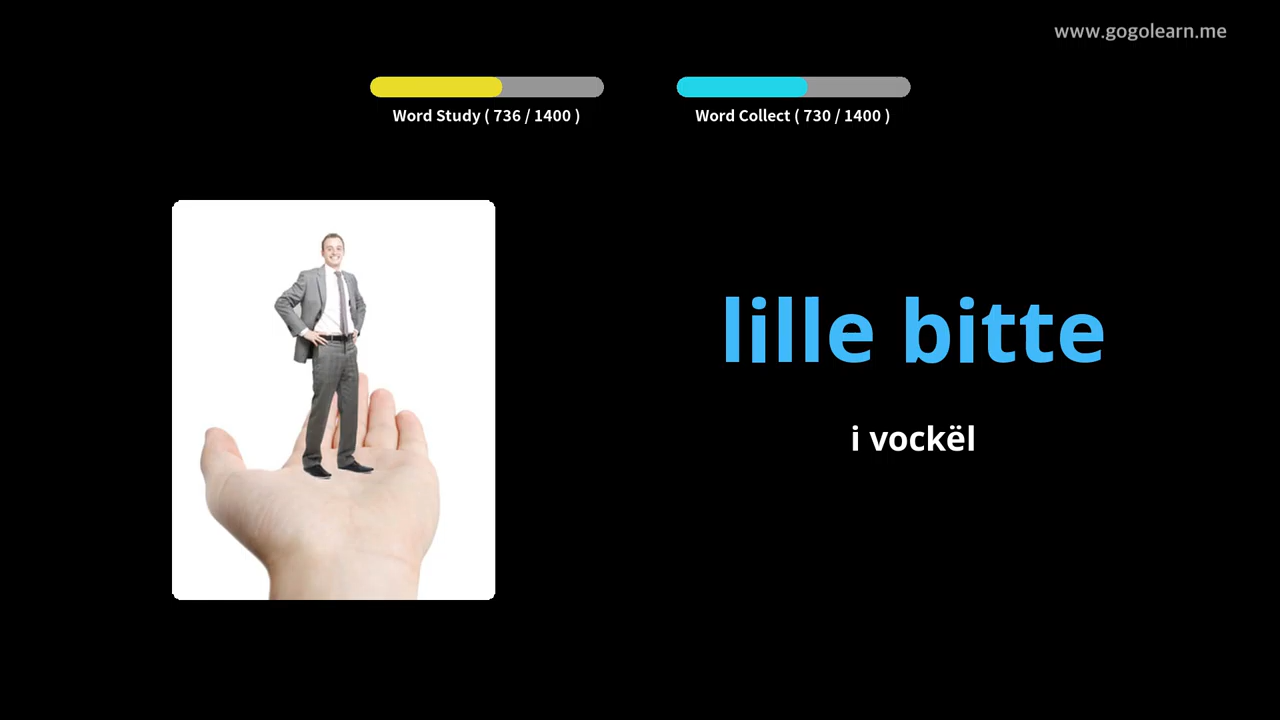 www.gogolearn.me
Word Study ( 736 / 1400 )
Word Collect ( 730 / 1400 )
lille bitte
i vockël